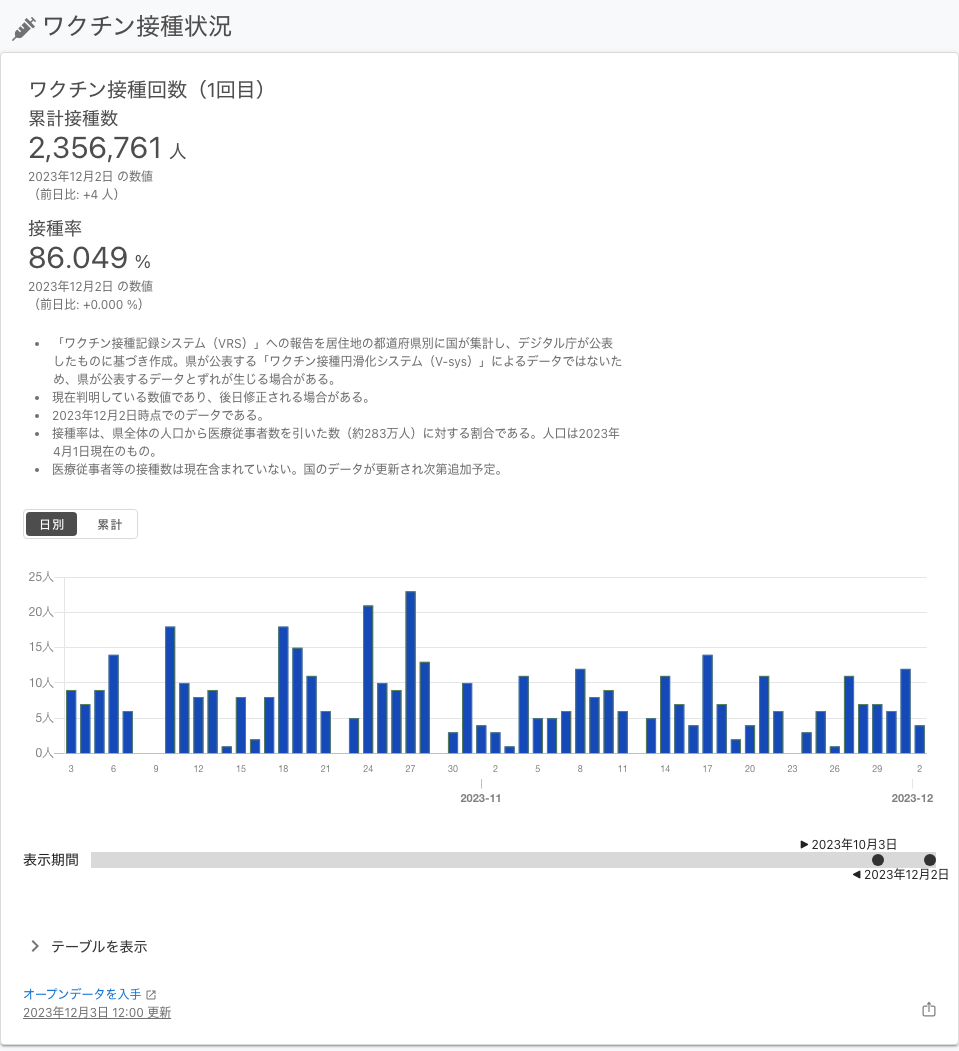 ワクチン接種状況
ワクチン接種回数（1回目）
累計接種数
2,356,761 人
2023年12月2日 の数値
（前日比: +4 人）
接種率
86.049 %
2023年12月2日 の数値
（前日比: +0.000 %）
• 「ワクチン接種記録システム（VRS）」への報告を居住地の都道府県別に国が集計し、デジタル庁が公表
したものに基づき作成。県が公表する「ワクチン接種円滑化システム（V-sys）」によるデータではないた
め、県が公表するデータとずれが生じる場合がある。
• 現在判明している数値であり、後日修正される場合がある。
• 2023年12月2日時点でのデータである。
• 接種率は、県全体の人口から医療従事者数を引いた数（約283万人）に対する割合である。人口は2023年
4月1日現在のもの。
• 医療従事者等の接種数は現在含まれていない。国のデータが更新され次第追加予定。
日別 累計
25人
20人
15人
10人
5人
0人
3 6 9 12 15 18 21 24 27 30 2 5 8 11 14 17 20 23 26 29 2
2023-11 2023-12
▶ 2023年10月3日
表示期間
◀ 2023年12月2日
テーブルを表示
オープンデータを入手
2023年12月3日 12:00 更新